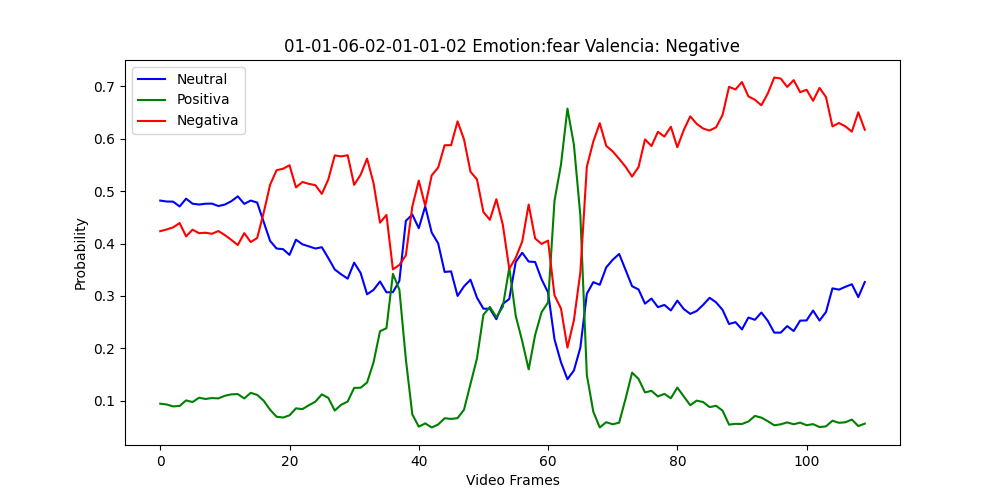 01-01-06-02-01-01-02 Emotion:fear Valencia: Negative
Neutral
Positiva
Negativa
Probability
0.7
0.6
0.5
0.4
0.3
0.2
0.1
0 20 40 60 80 100
Video Frames